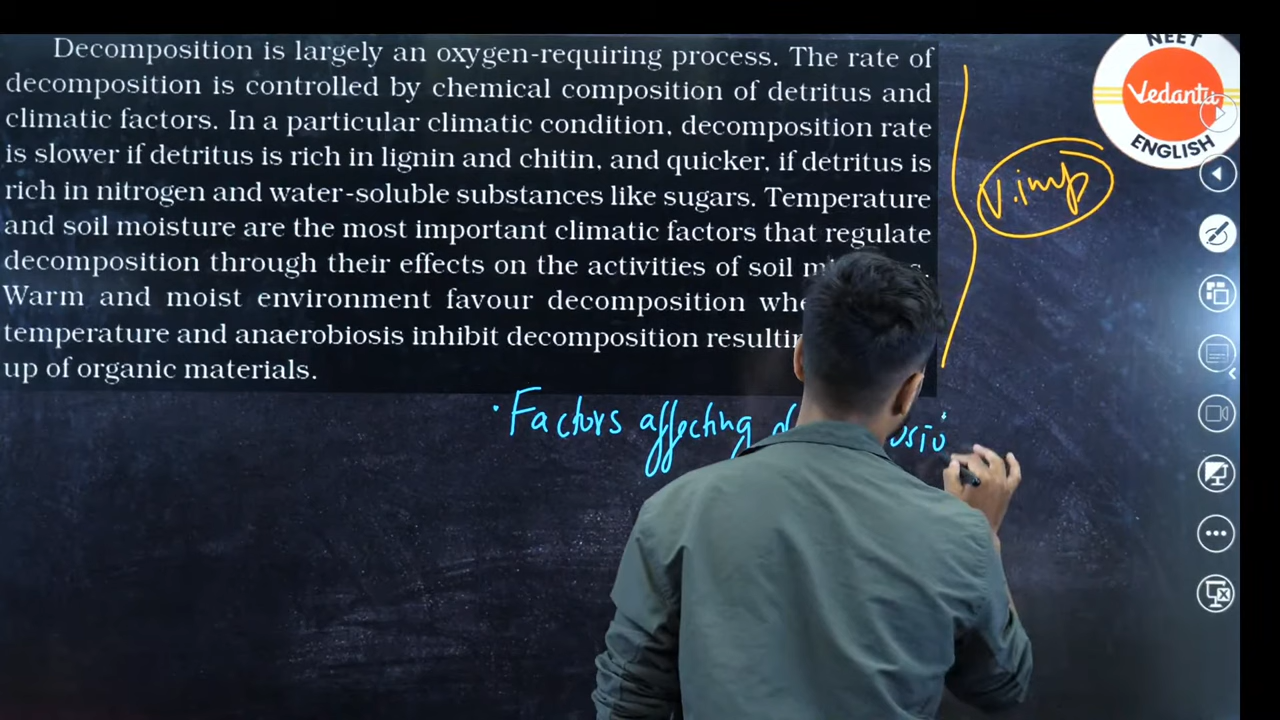 Decomposition is largely an oxygen-requiring process. The rate of
decomposition is controlled by chemical composition of detritus and
climatic factors. In a particular climatic condition, decomposition rate
is slower if detritus is rich in lignin and chitin, and quicker, if detritus is
rich in nitrogen and water-soluble substances like sugars. Temperature
and soil moisture are the most important climatic factors that regulate
decomposition through their effects on the activities of soil
Warm and moist environment favour decomposition
temperature and anaerobiosis inhibit decomposition
up of organic materials.
V. imp
NEET
Vedantu
ENGLISH
· Factors affecting